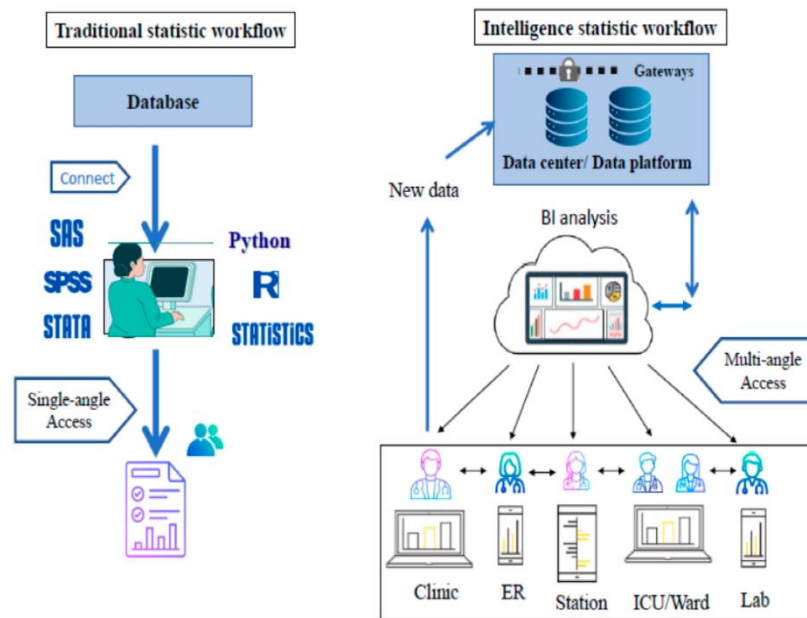 Traditional statistic workflow
Database
Connect
SAS
Python
SPSS
R
STATA
STATISTICS
Single-angle
Access
Intelligence statistic workflow
Gateways
Data center/ Data platform
New data
BI analysis
Multi-angle
Access
Clinic
ER
Station
ICU/Ward
Lab